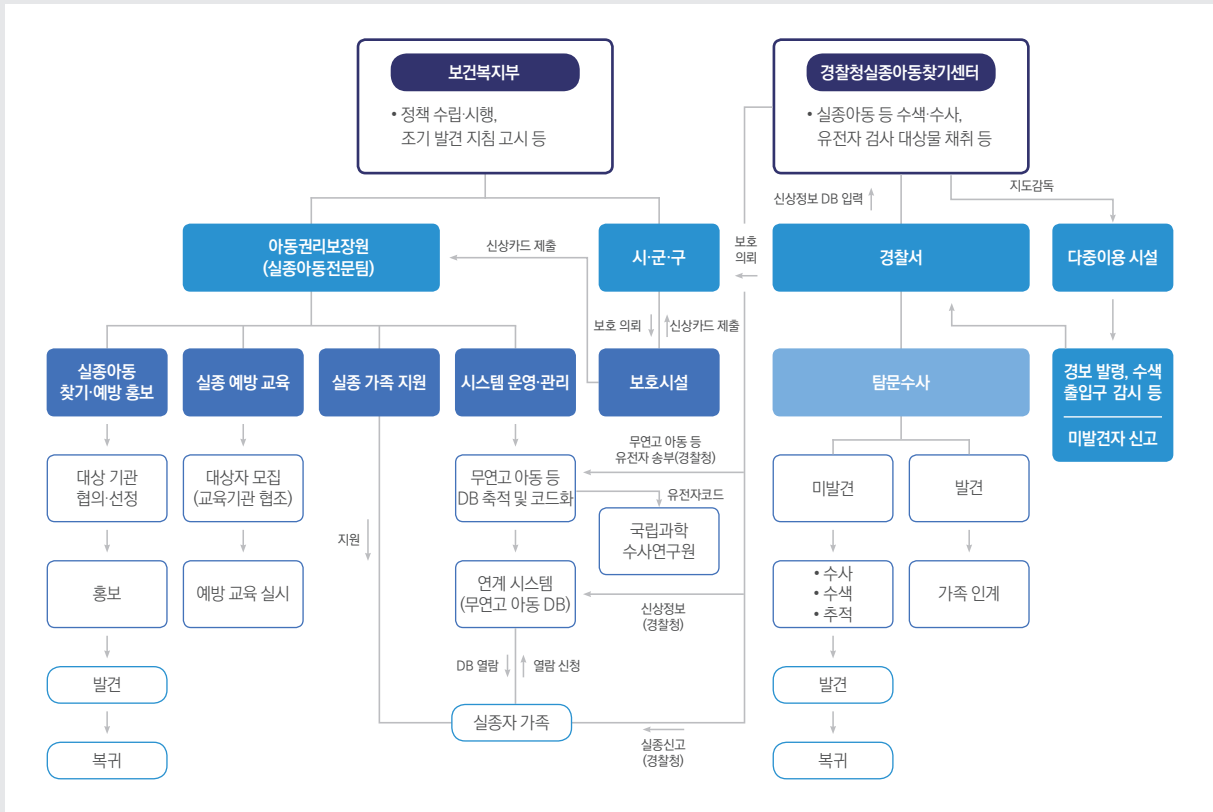 보건복지부
• 정책 수립·시행,
조기 발견 지침 고시 등
경찰청실종아동찾기센터
• 실종아동 등 수색·수사,
유전자 검사 대상물 채취 등
신상정보 DB 입력
지도감독
아동권리보장원
(실종아동전문팀)
신상카드 제출
시·군·구
보호
의뢰
경찰서
다중이용 시설
보호 의뢰
신상카드 제출
실종아동
찾기·예방 홍보
실종 예방 교육
실종 가족 지원
시스템 운영·관리
보호시설
탐문수사
경보 발령, 수색
출입구 감시 등
미발견자 신고
대상 기관
협의·선정
대상자 모집
(교육기관 협조)
무연고 아동 등
DB 축적 및 코드화
무연고 아동 등
유전자 송부(경찰청)
유전자코드
국립과학
수사연구원
미발견
발견
지원
홍보
예방 교육 실시
연계 시스템
(무연고 아동 DB)
신상정보
(경찰청)
• 수사
• 수색
• 추적
가족 인계
DB 열람
열람 신청
발견
발견
실종자 가족
실종신고
(경찰청)
복귀
복귀